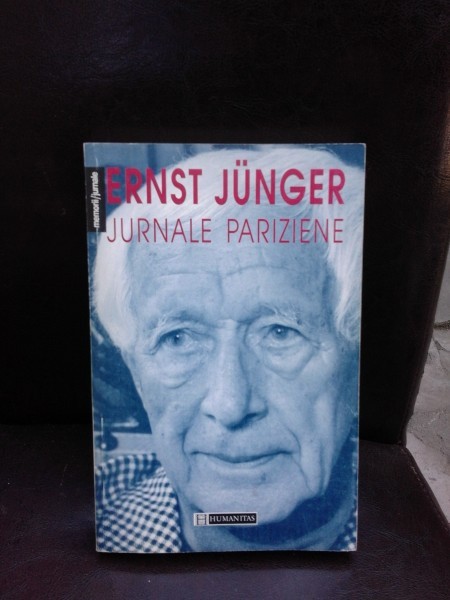 memorii/jurnale
ERNST JÜNGER
JURNALE PARIZIENE
H HUMANITAS